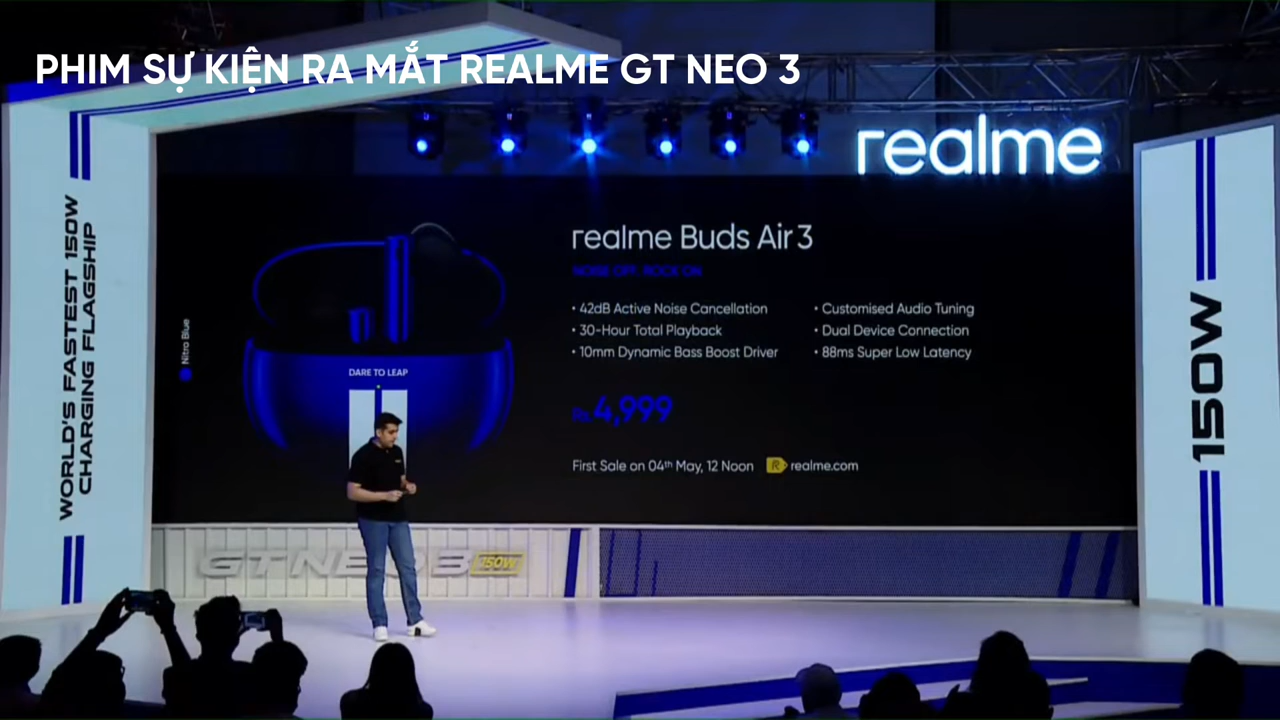 PHIM SỰ KIỆN RA MẮT REALME GT NEO 3
realme
WORLD'S FASTEST 150W
CHARGING FLAGSHIP
Nitro Blue
DARE TO LEAP
realme Buds Air 3
NOISE OFF, ROCK ON
• 42dB Active Noise Cancellation
• 30-Hour Total Playback
• 10mm Dynamic Bass Boost Driver
• Customised Audio Tuning
• Dual Device Connection
• 88ms Super Low Latency
Rs. 4,999
First Sale on 04th May, 12 Noon R realme.com
150W
GT NEO 3 150W